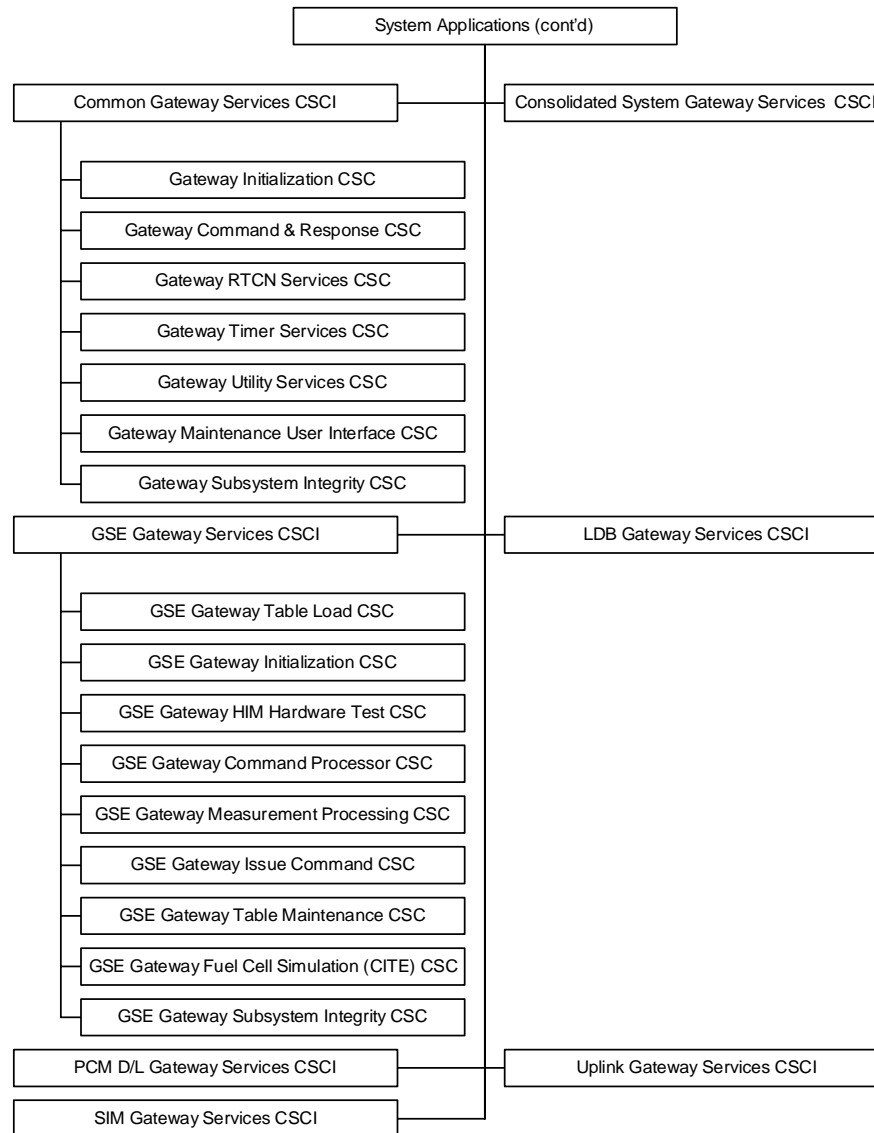 System Applications (cont'd)
Common Gateway Services CSCI
Consolidated System Gateway Services CSCI
Gateway Initialization CSC
Gateway Command & Response CSC
Gateway RTCN Services CSC
Gateway Timer Services CSC
Gateway Utility Services CSC
Gateway Maintenance User Interface CSC
Gateway Subsystem Integrity CSC
GSE Gateway Services CSCI
LDB Gateway Services CSCI
GSE Gateway Table Load CSC
GSE Gateway Initialization CSC
GSE Gateway HIM Hardware Test CSC
GSE Gateway Command Processor CSC
GSE Gateway Measurement Processing CSC
GSE Gateway Issue Command CSC
GSE Gateway Table Maintenance CSC
GSE Gateway Fuel Cell Simulation (CITE) CSC
GSE Gateway Subsystem Integrity CSC
PCM D/L Gateway Services CSCI
Uplink Gateway Services CSCI
SIM Gateway Services CSCI